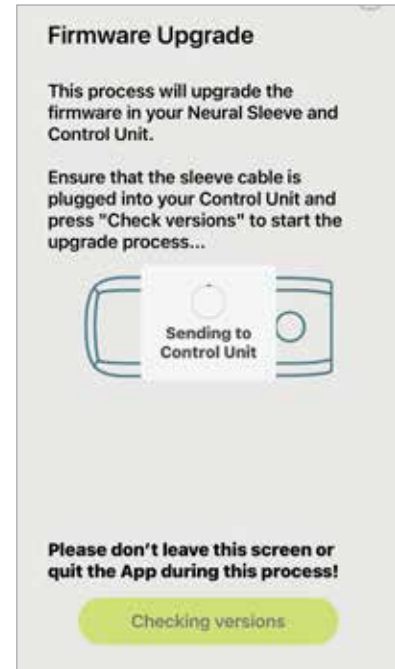 Firmware Upgrade
This process will upgrade the
firmware in your Neural Sleeve and
Control Unit.
Ensure that the sleeve cable is
plugged into your Control Unit and
press "Check versions" to start the
upgrade process...
Sending to
Control Unit
Please don't leave this screen or
quit the App during this process!
Checking versions